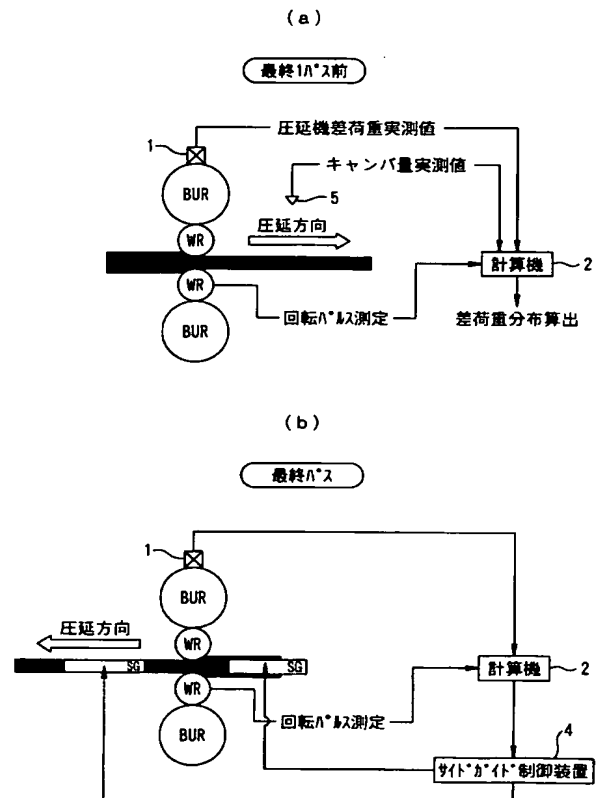 (a)
最終1ﾊﾟｽ前
圧延機差荷重実測値
1
キャンバ量実測値
BUR
5
圧延方向
WR
計算機
2
WR
回転ﾊﾟﾙｽ測定
差荷重分布算出
BUR
(b)
最終ﾊﾟｽ
1
BUR
圧延方向
WR
SG
SG
計算機
2
WR
回転ﾊﾟﾙｽ測定
BUR
4
ｻｲﾄﾞｶﾞｲﾄﾞ制御装置